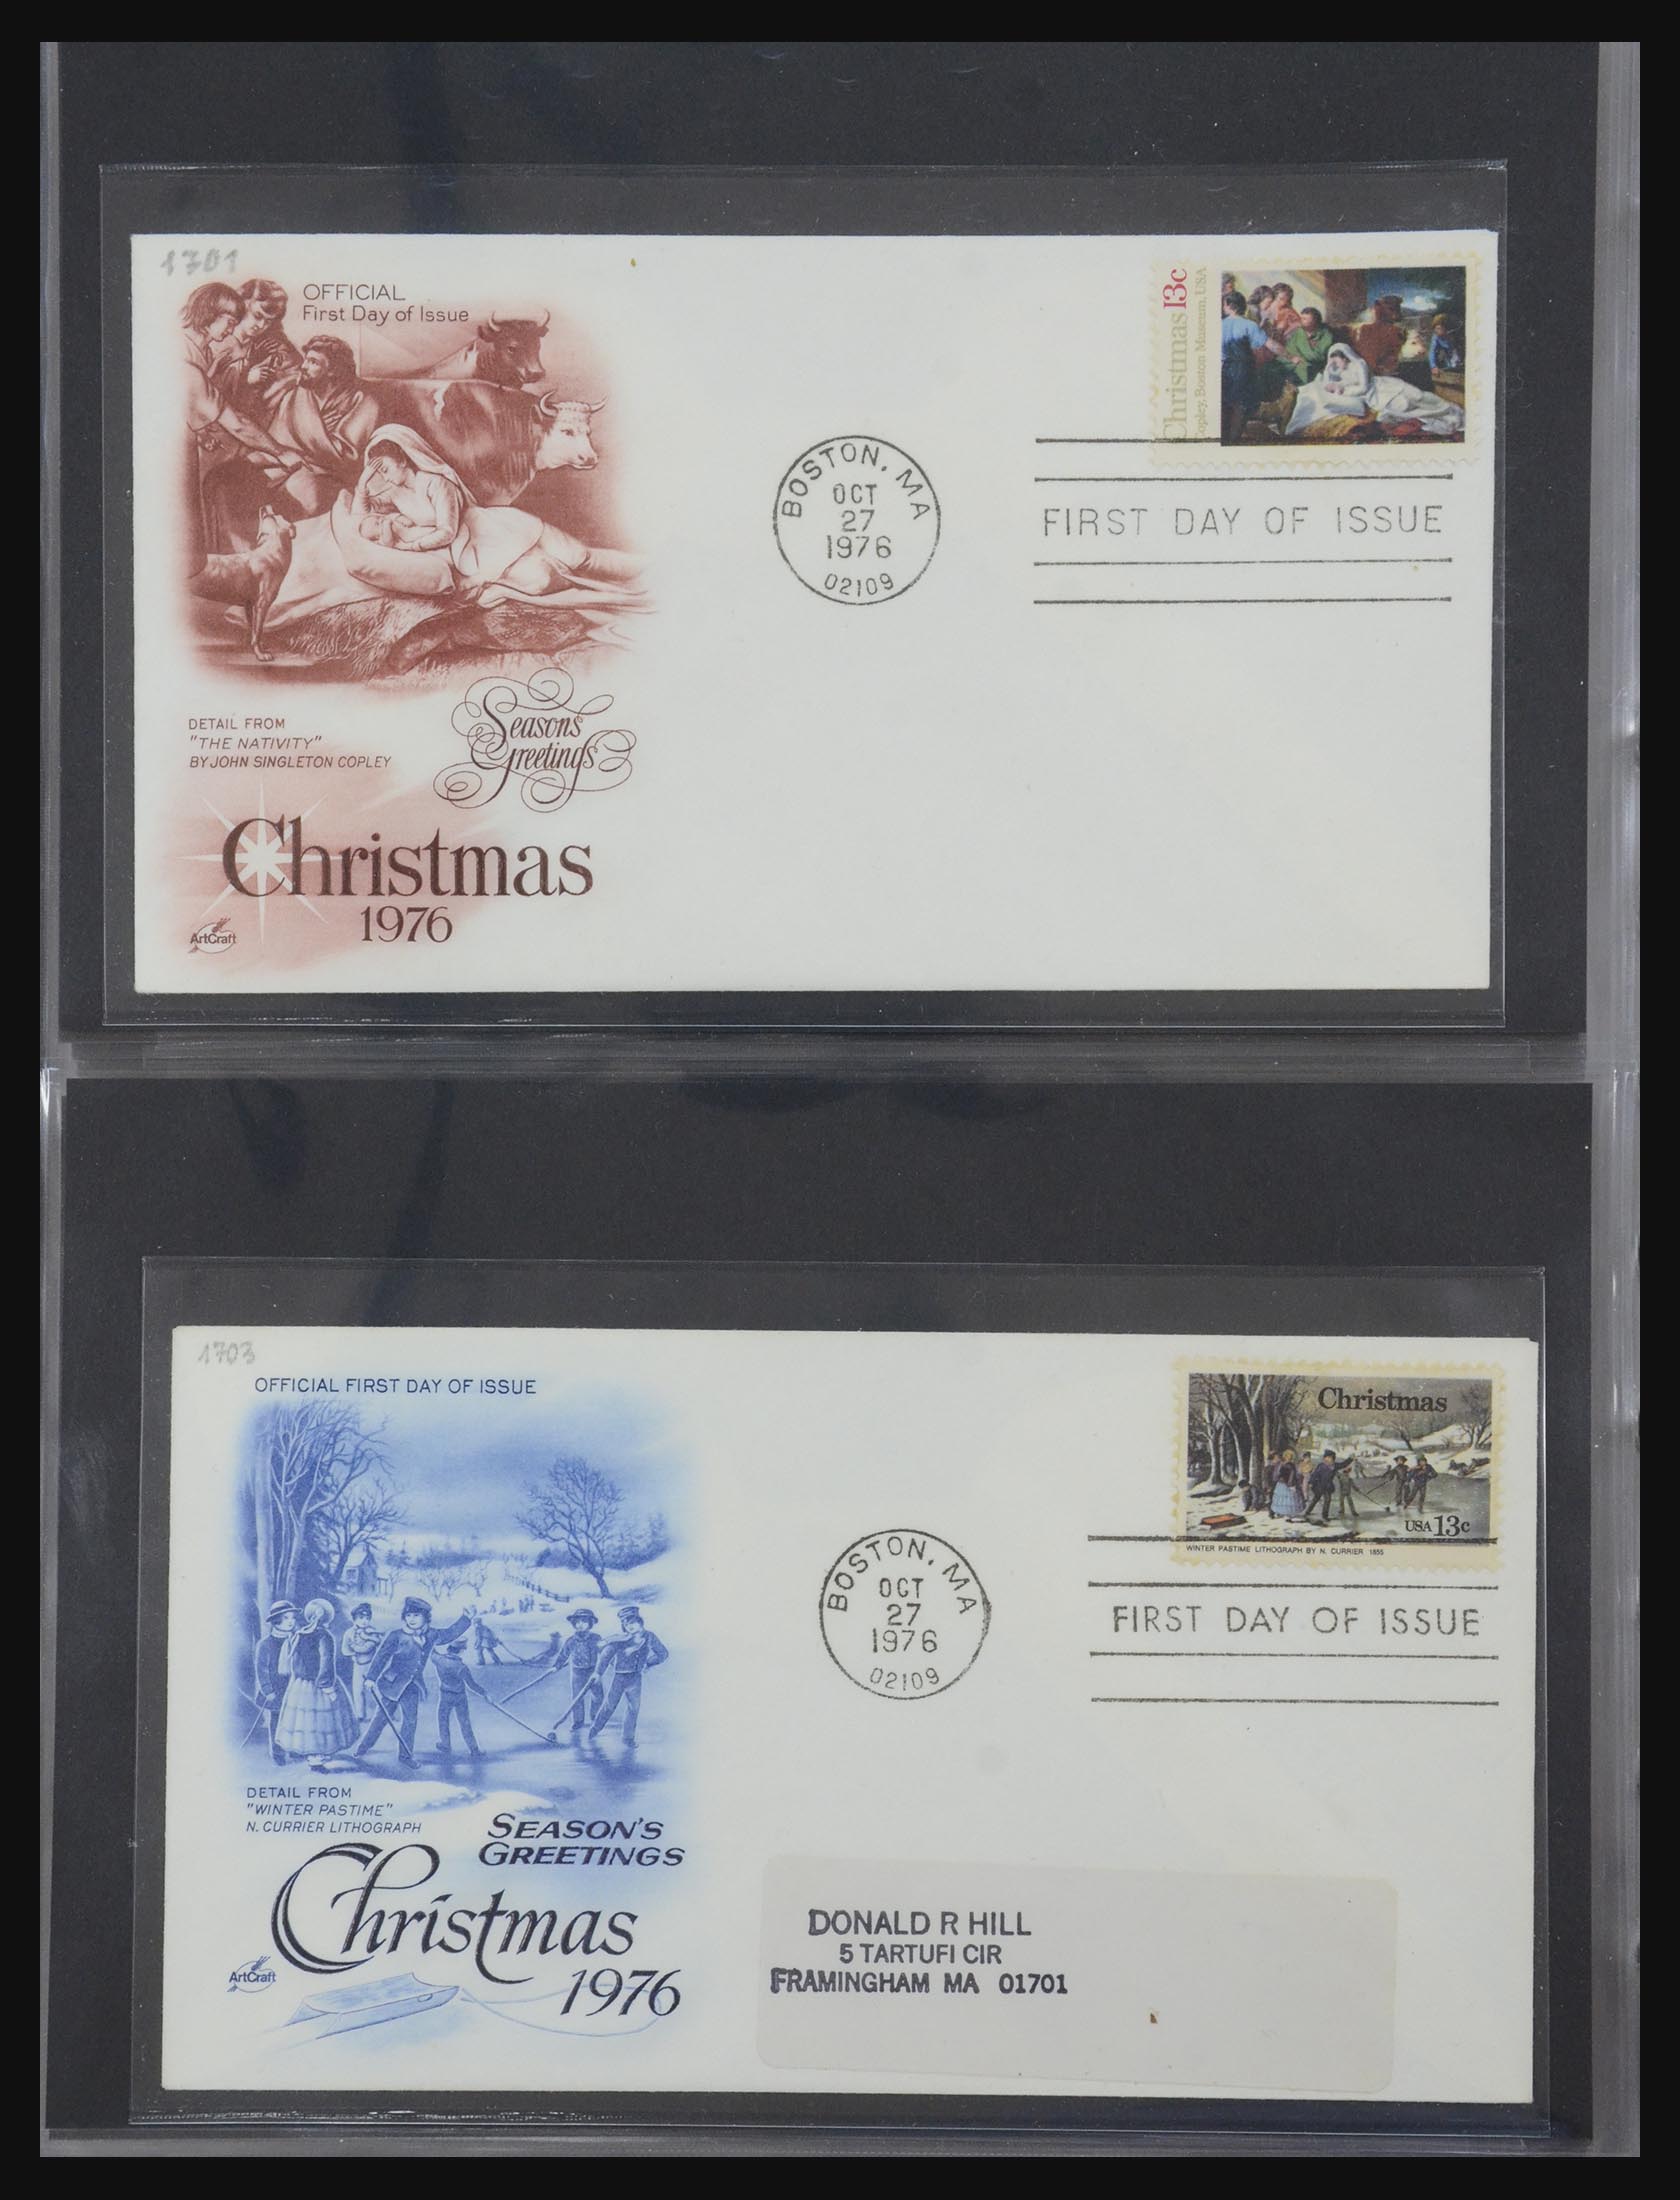 1701
OFFICIAL
First Day of Issue
Christmas 13c
Copley, Boston Museum, USA
BOSTON, MA
OCT
27
1976
02109
FIRST DAY OF ISSUE
DETAIL FROM
"THE NATIVITY"
BY JOHN SINGLETON COPLEY
Seasons
Greetings
Christmas
1976
ArtCraft
1703
OFFICIAL FIRST DAY OF ISSUE
Christmas
USA 13c
WINTER PASTIME LITHOGRAPH BY N. CURRIER 1855
BOSTON, MA
OCT
27
1976
02109
FIRST DAY OF ISSUE
DETAIL FROM
"WINTER PASTIME"
N. CURRIER LITHOGRAPH
SEASON'S
GREETINGS
Christmas
1976
ArtCraft
DONALD R HILL
5 TARTUFI CIR
FRAMINGHAM MA 01701